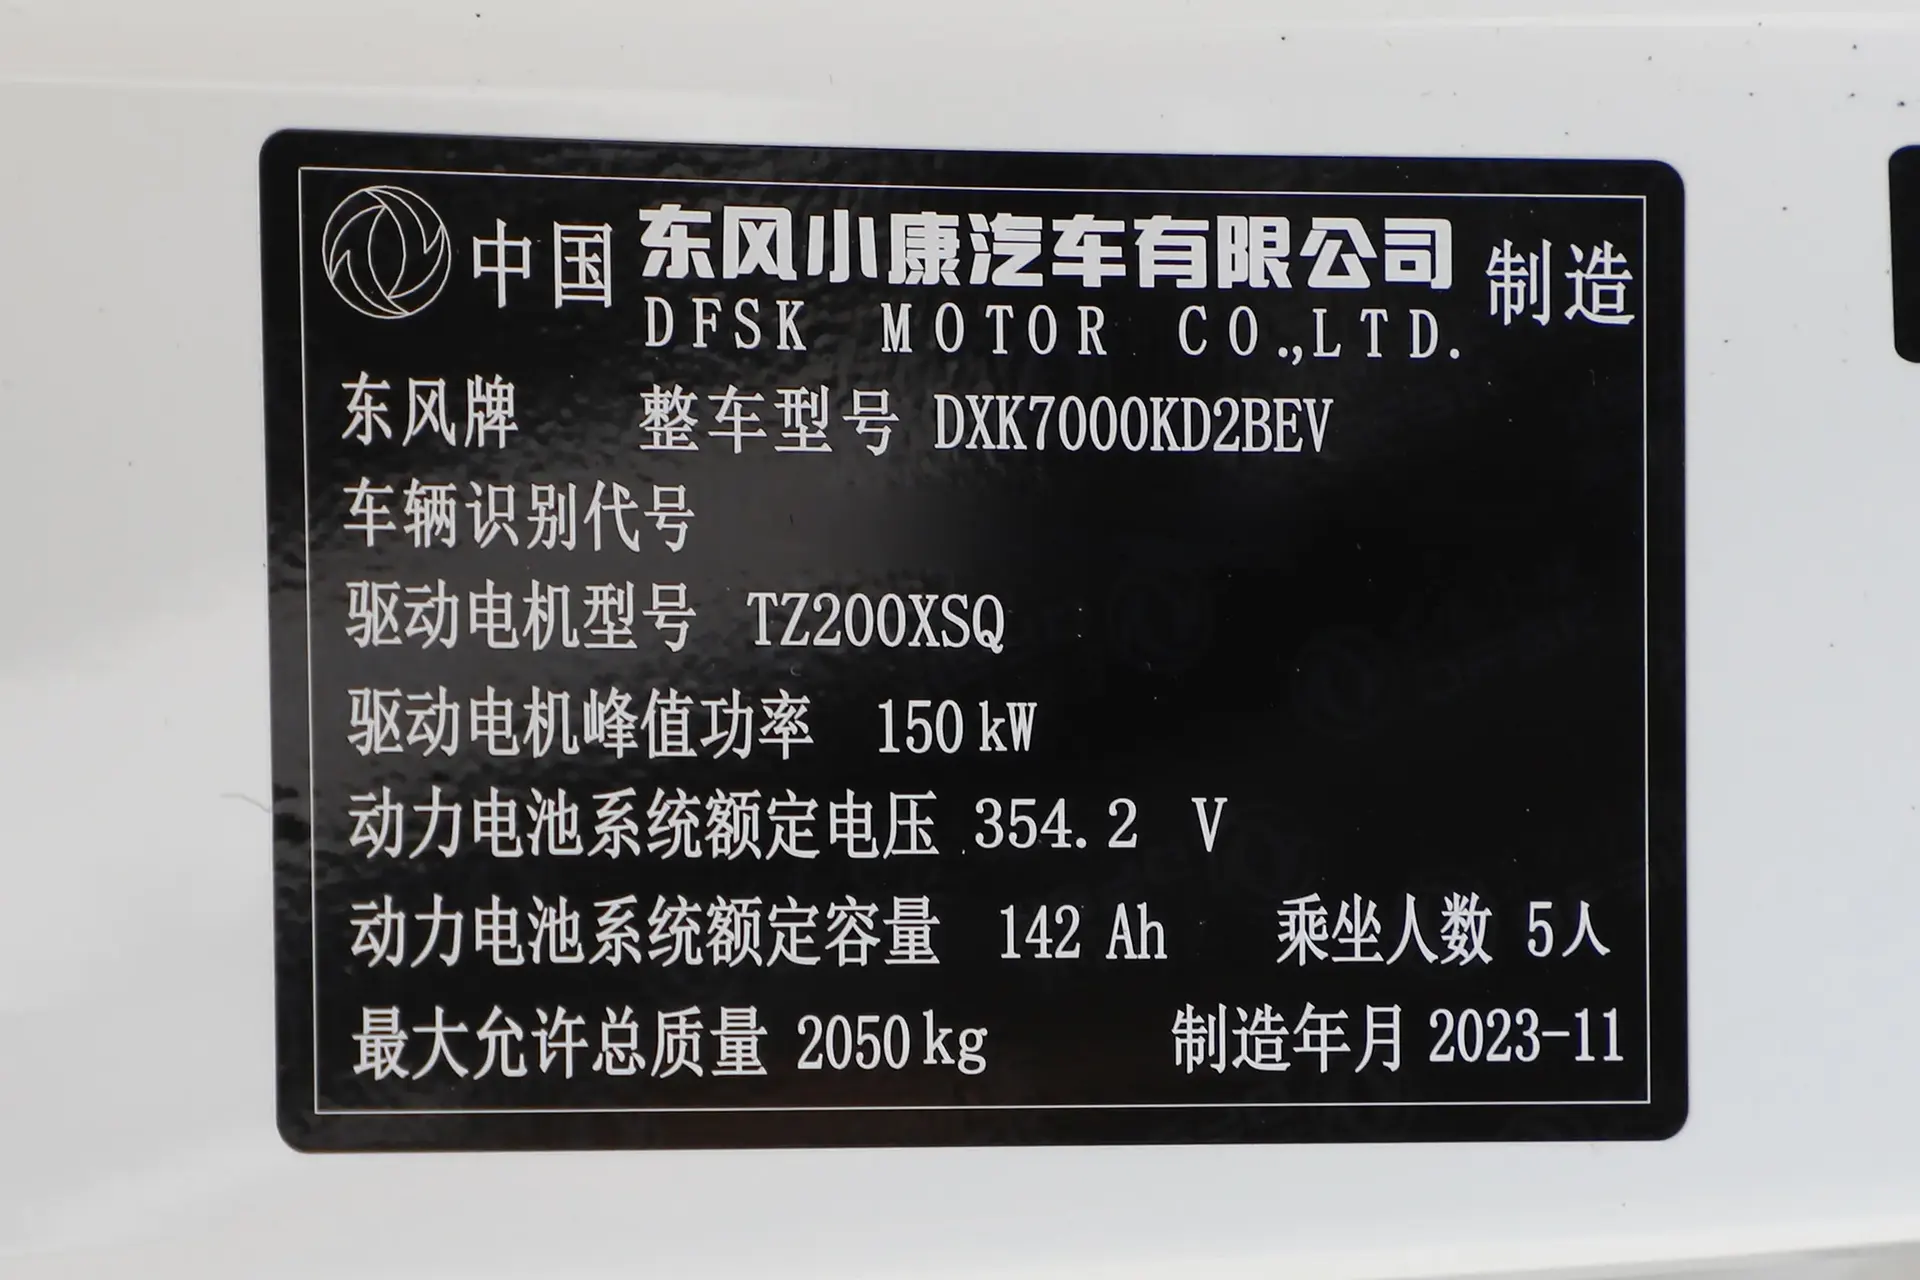 中国 东风小康汽车有限公司 制造
DFSK MOTOR CO.,LTD.
东风牌 整车型号 DXK7000KD2BEV
车辆识别代号
驱动电机型号 TZ200XSQ
驱动电机峰值功率 150kW
动力电池系统额定电压 354.2 V
动力电池系统额定容量 142 Ah 乘坐人数 5人
最大允许总质量 2050kg 制造年月 2023-11